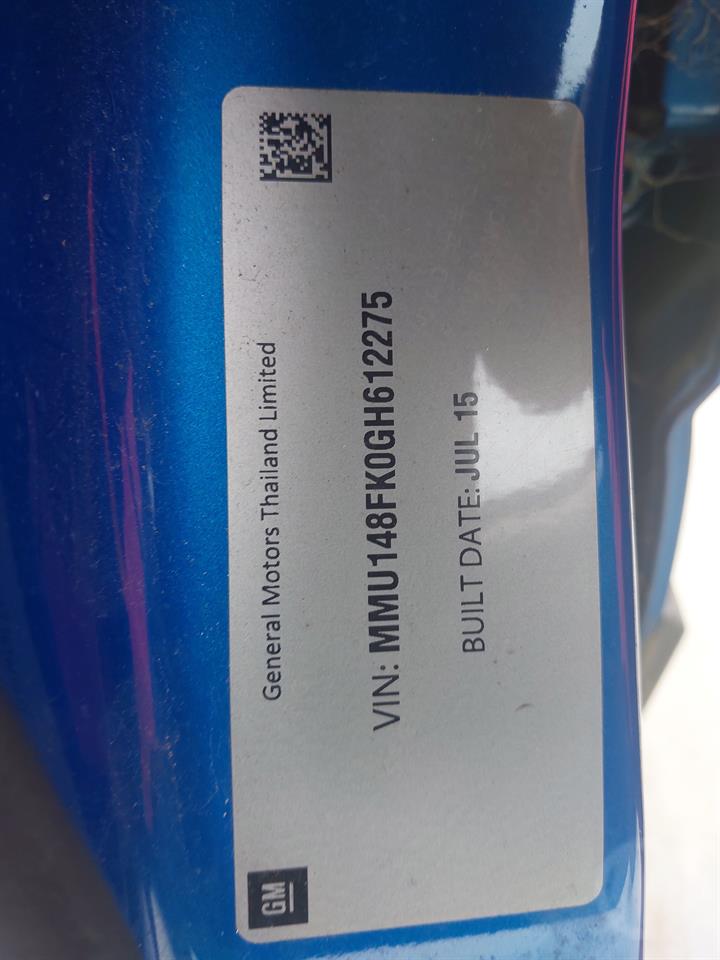 GM
General Motors Thailand Limited
VIN: MMU148FK0GH612275
BUILT DATE: JUL 15